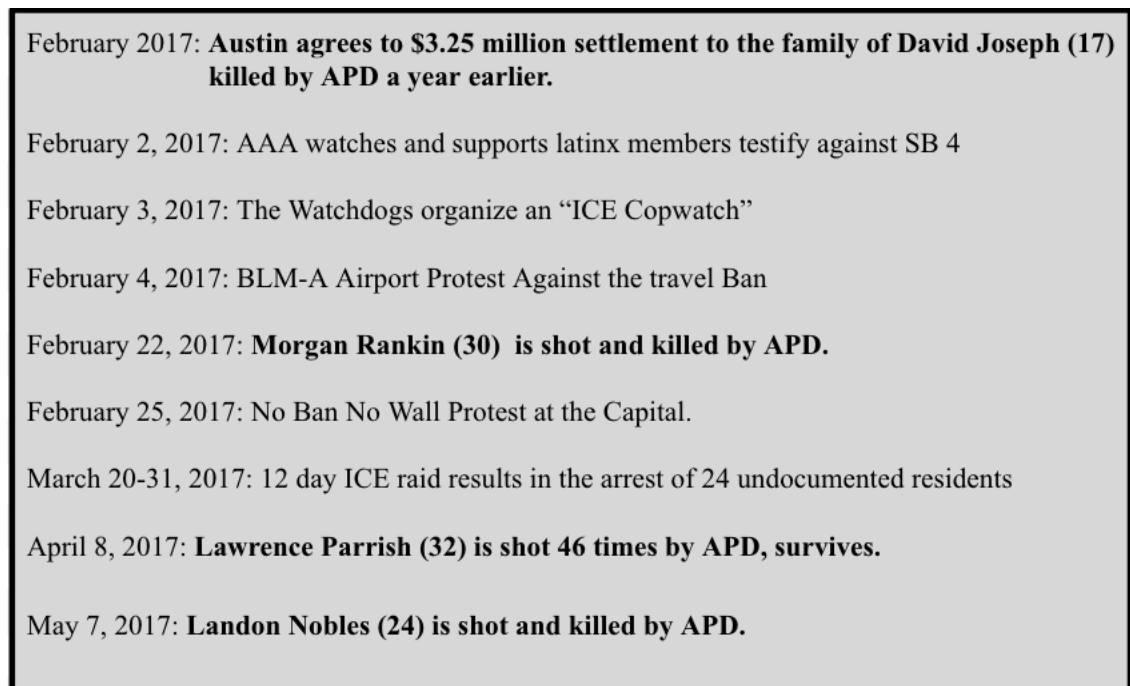 February 2017: Austin agrees to $3.25 million settlement to the family of David Joseph (17)
killed by APD a year earlier.
February 2, 2017: AAA watches and supports latinx members testify against SB 4
February 3, 2017: The Watchdogs organize an “ICE Copwatch”
February 4, 2017: BLM-A Airport Protest Against the travel Ban
February 22, 2017: Morgan Rankin (30)  is shot and killed by APD.
February 25, 2017: No Ban No Wall Protest at the Capital.
March 20-31, 2017: 12 day ICE raid results in the arrest of 24 undocumented residents
April 8, 2017: Lawrence Parrish (32) is shot 46 times by APD, survives.
May 7, 2017: Landon Nobles (24) is shot and killed by APD.